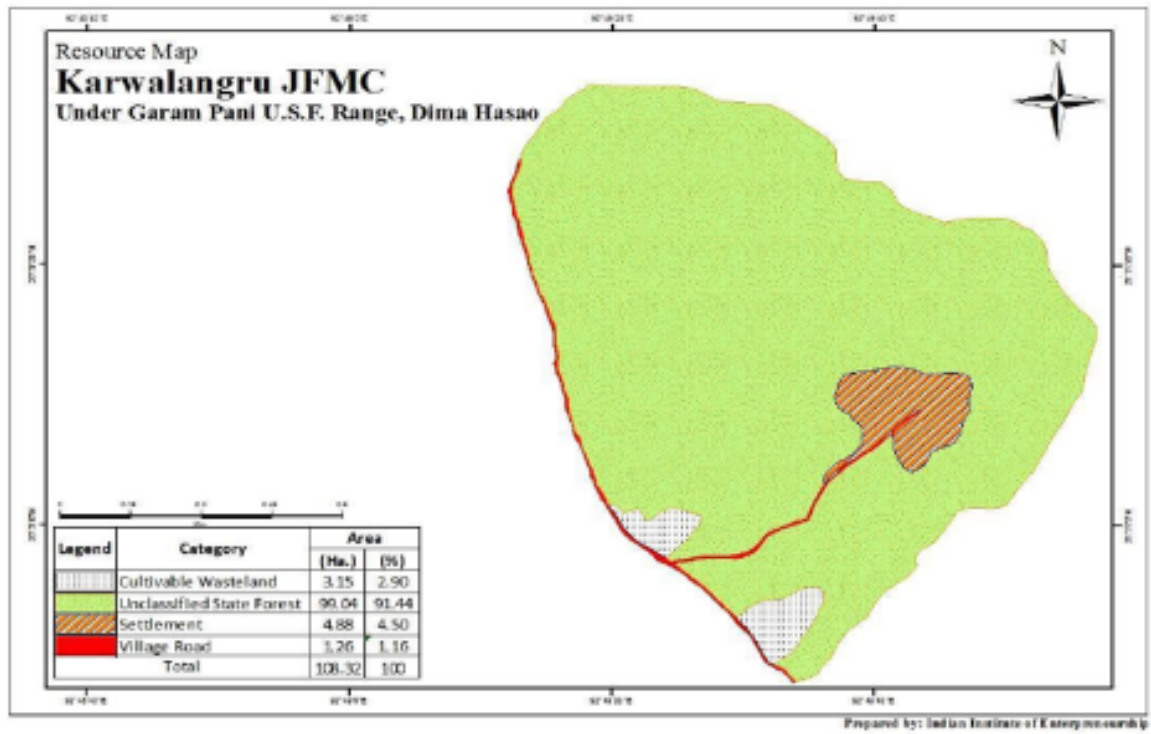 Resource Map
Karwalangru JFMC
Under Garam Pani U.S.F. Range, Dima Hasao
N
Legend Category Area
(Ha.) (%)
Cultivable Wasteland 3.15 2.90
Unclassified State Forest 99.04 91.44
Settlement 4.88 4.50
Village Road 1.26 1.16
Total 108.32 100
Prepared by: Indian Institute of Enterpreneurship